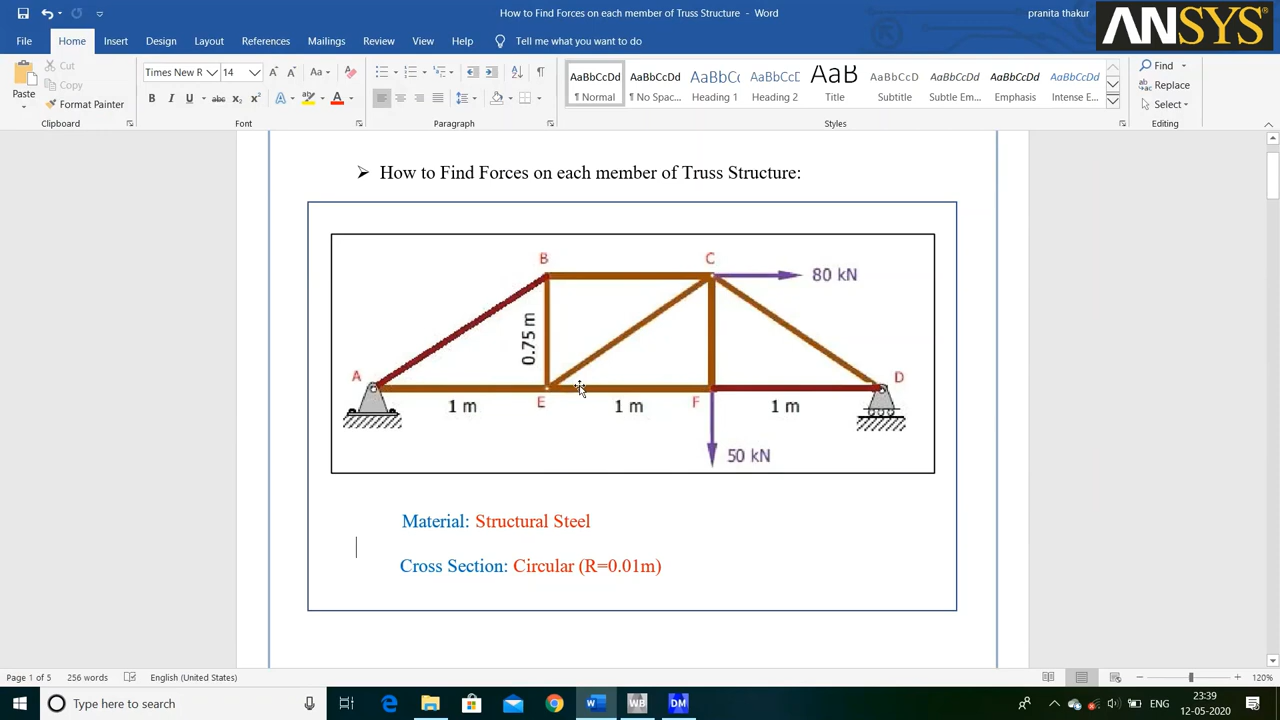 How to Find Forces on each member of Truss Structure - Word
pranita thakur
ANSYS
File Home Insert Design Layout References Mailings Review View Help Tell me what you want to do
Paste
Cut
Copy
Format Painter
Clipboard
Times New R 14
B I U abc x2 x2
Font
Paragraph
AaBbCcDd ¶ Normal
AaBbCcDd ¶ No Spac...
AaBbCc Heading 1
AaBbCcD Heading 2
AaB Title
AaBbCcD Subtitle
AaBbCcDd Subtle Em...
AaBbCcDd Emphasis
AaBbCcDd Intense E...
Styles
Find
Replace
Select
Editing
➢ How to Find Forces on each member of Truss Structure:
B C
80 kN
0.75 m
A D
E F
1 m 1 m 1 m
50 kN
Material: Structural Steel
Cross Section: Circular (R=0.01m)
Page 1 of 5 256 words English (United States) 120%
Type here to search
WB DM
23:39
12-05-2020